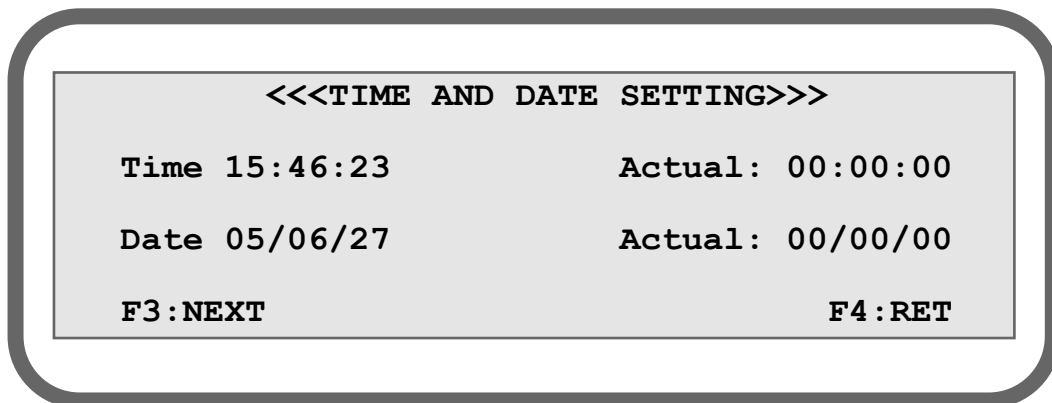 <<<TIME AND DATE SETTING>>>
Time 15:46:23 Actual: 00:00:00
Date 05/06/27 Actual: 00/00/00
F3:NEXT F4:RET